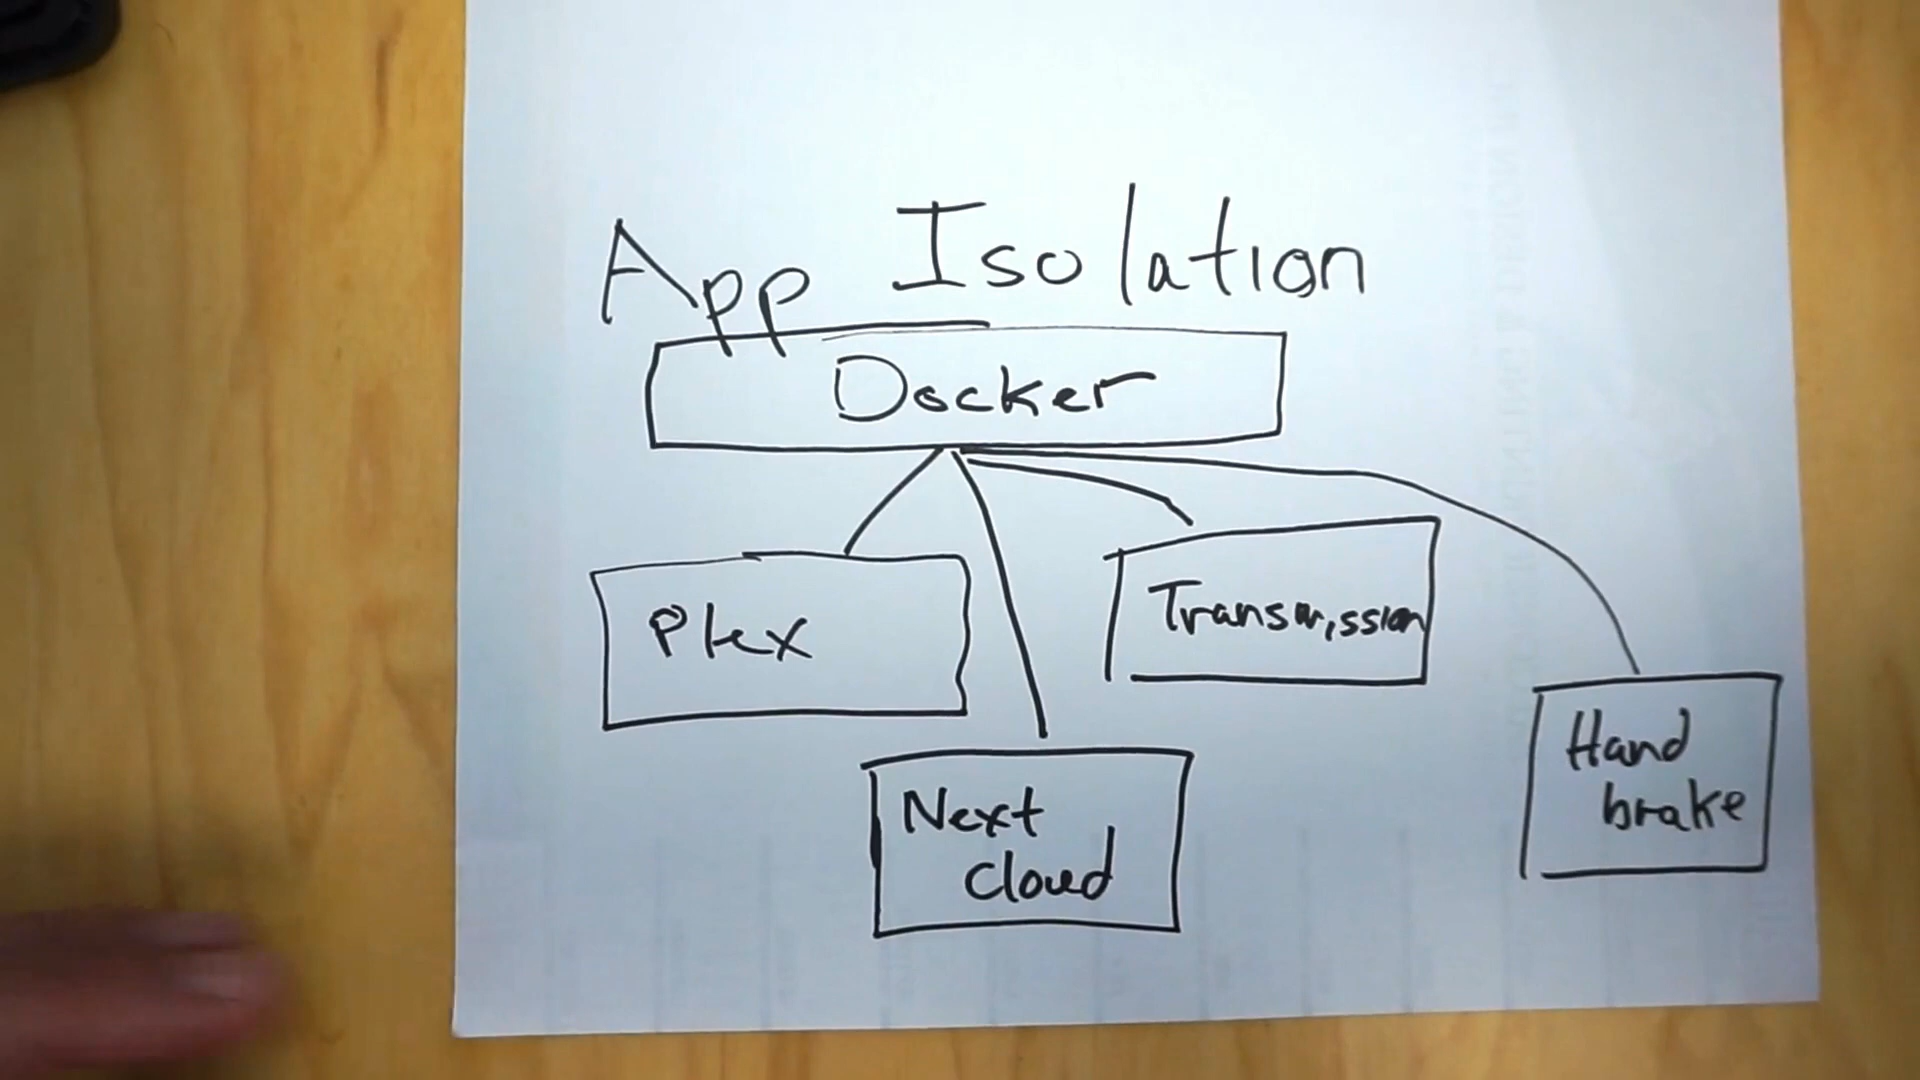 App Isolation
Docker
Plex
Transmission
Next
Cloud
Hand
brake